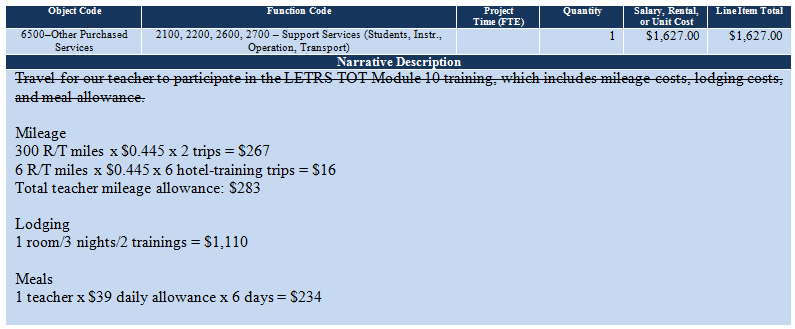 Object Code Function Code Project Time (FTE) Quantity Salary, Rental, or Unit Cost Line Item Total
6500–Other Purchased Services 2100, 2200, 2600, 2700 – Support Services (Students, Instr., Operation, Transport) 1 $1,627.00 $1,627.00
Narrative Description
Travel for our teacher to participate in the LETRS TOT Module 10 training, which includes mileage costs, lodging costs,
and meal allowance.
Mileage
300 R/T miles x $0.445 x 2 trips = $267
6 R/T miles x $0.445 x 6 hotel-training trips = $16
Total teacher mileage allowance: $283
Lodging
1 room/3 nights/2 trainings = $1,110
Meals
1 teacher x $39 daily allowance x 6 days = $234